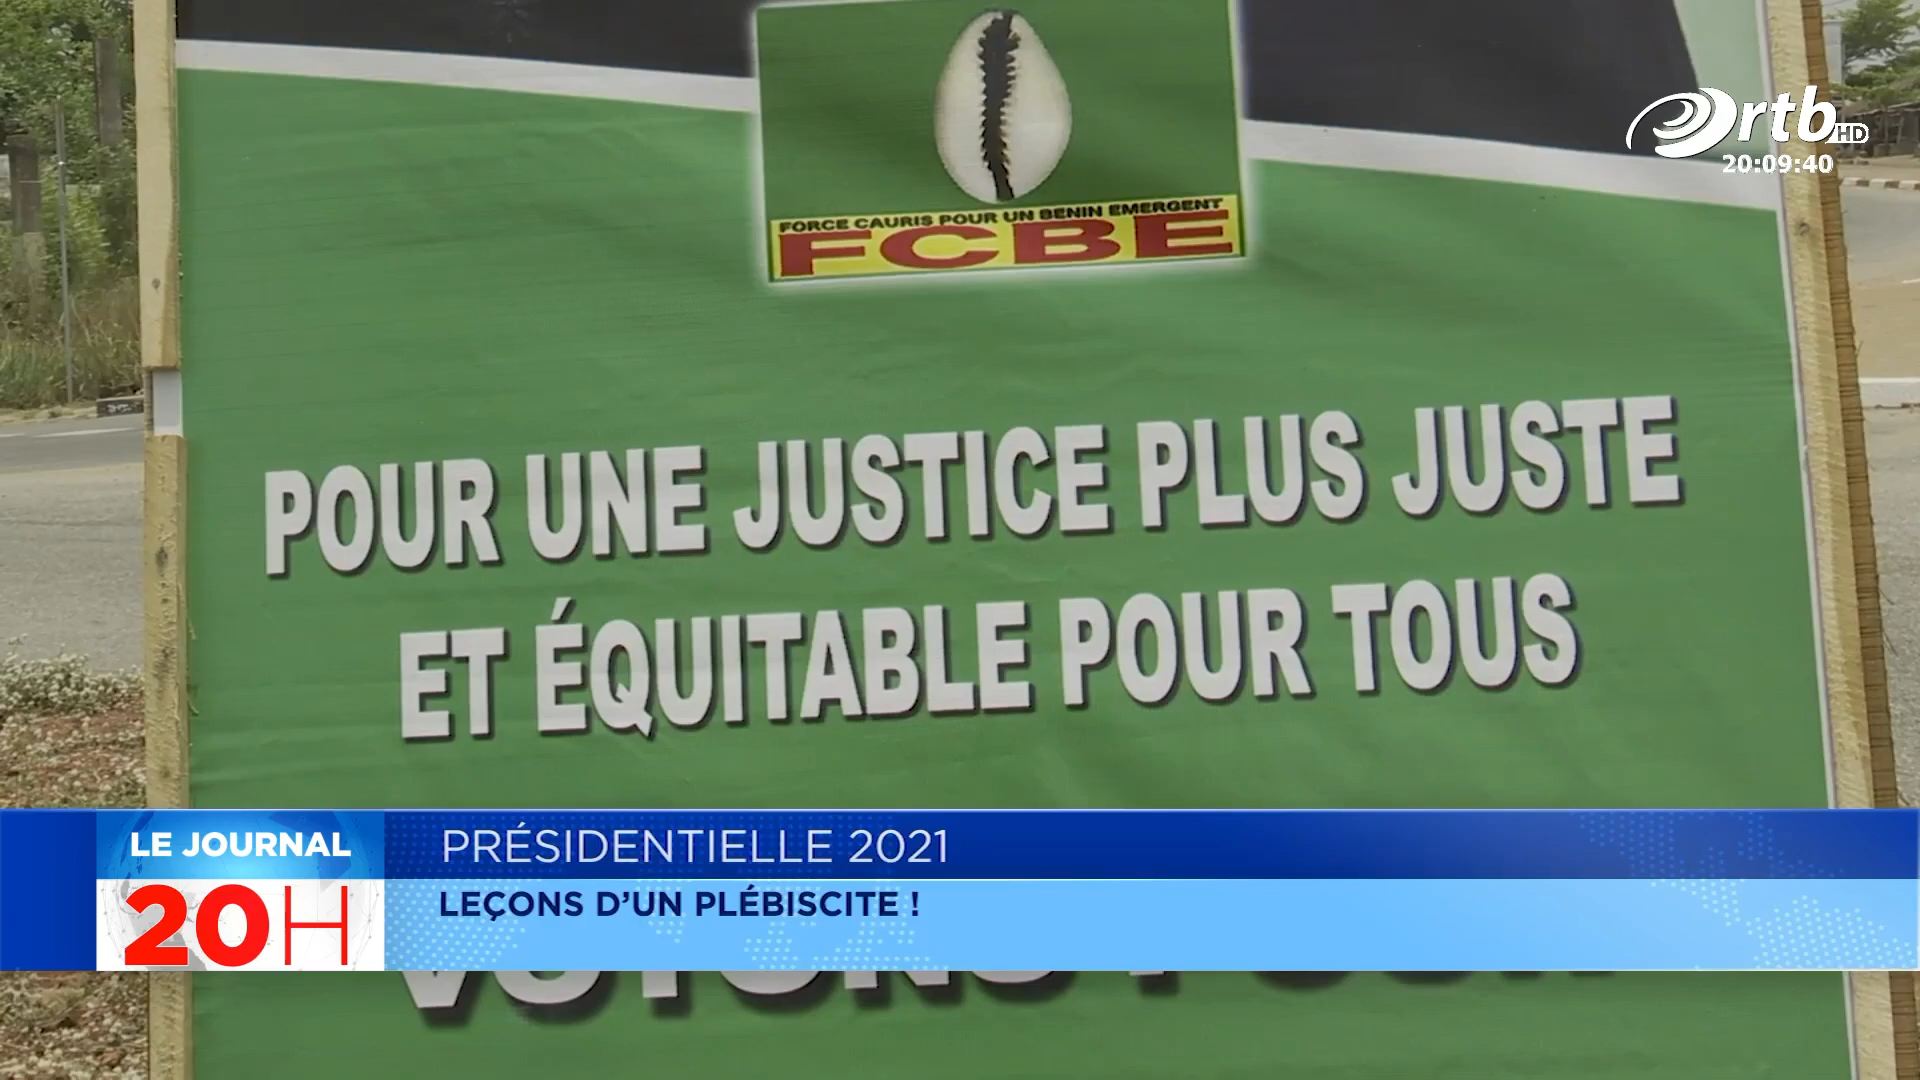 rtb HD
20:09:40
FORCE CAURIS POUR UN BENIN EMERGENT
FCBE
POUR UNE JUSTICE PLUS JUSTE
ET ÉQUITABLE POUR TOUS
LE JOURNAL
20H
PRÉSIDENTIELLE 2021
LEÇONS D'UN PLÉBISCITE !